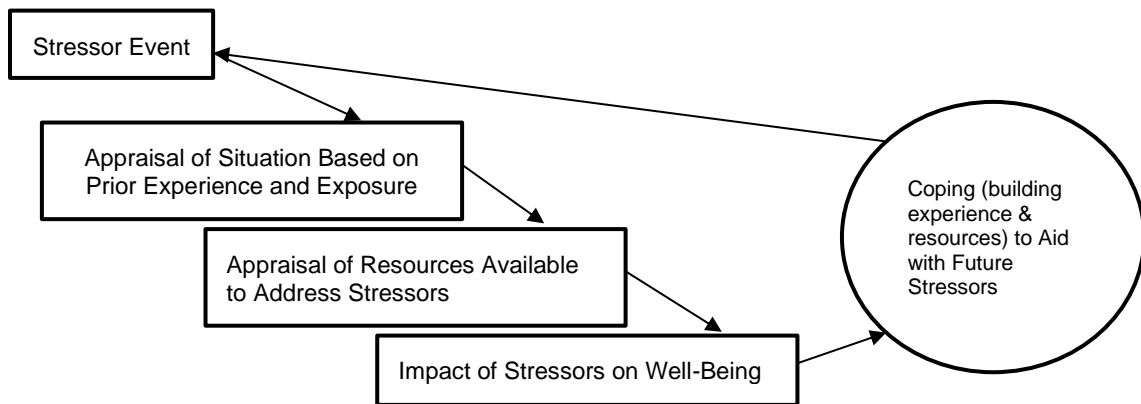 Stressor Event
Appraisal of Situation Based on
Prior Experience and Exposure
Appraisal of Resources Available
to Address Stressors
Impact of Stressors on Well-Being
Coping (building
experience &
resources) to Aid
with Future
Stressors